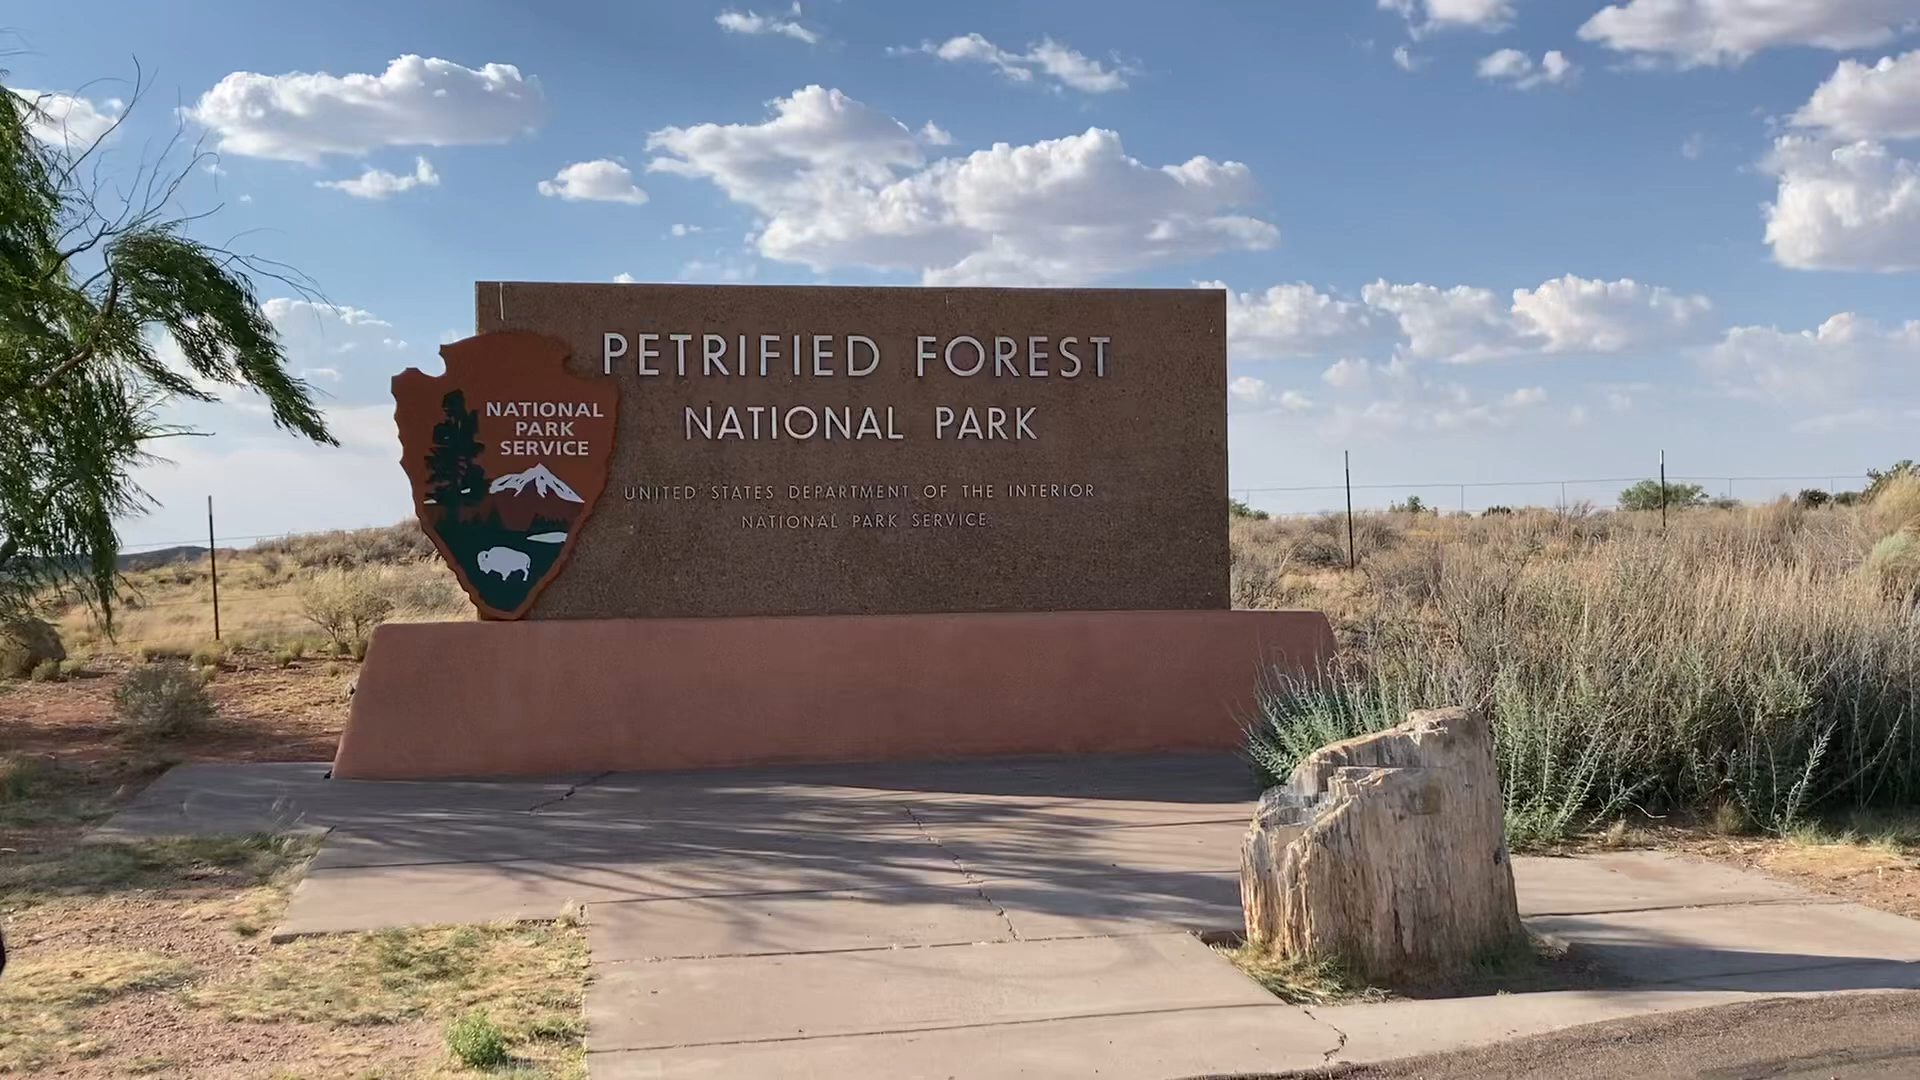 PETRIFIED FOREST
NATIONAL PARK
UNITED STATES DEPARTMENT OF THE INTERIOR
NATIONAL PARK SERVICE
NATIONAL
PARK
SERVICE